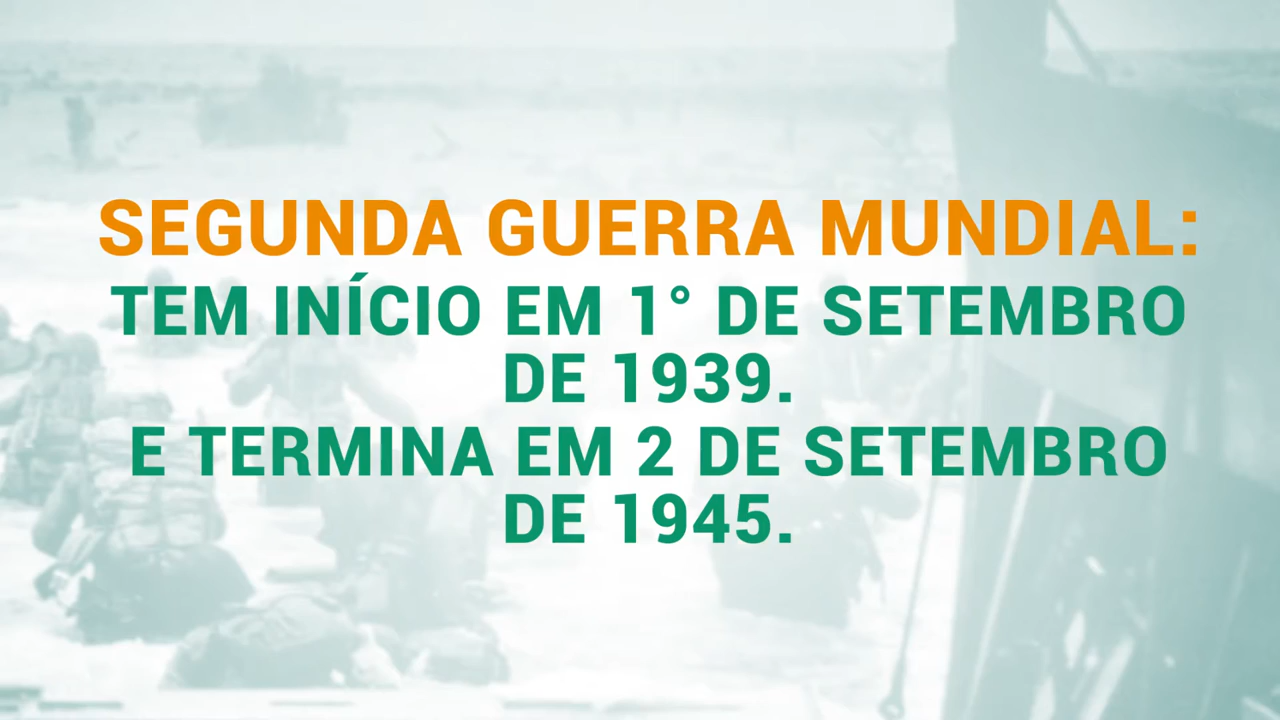 SEGUNDA GUERRA MUNDIAL:
TEM INÍCIO EM 1° DE SETEMBRO
DE 1939.
E TERMINA EM 2 DE SETEMBRO
DE 1945.